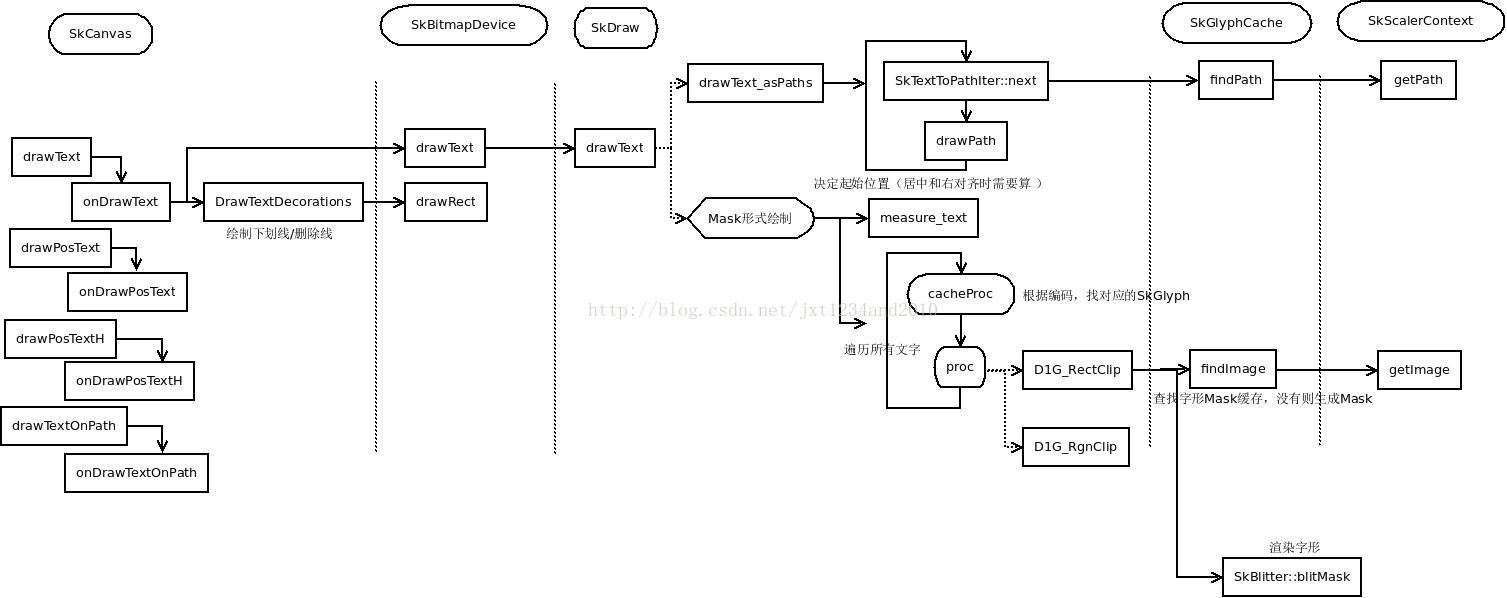 SkCanvas
SkBitmapDevice
SkDraw
SkGlyphCache
SkScalerContext
drawText_asPaths
SkTextToPathIter::next
findPath
getPath
drawText
drawText
drawText
drawPath
决定起始位置（居中和右对齐时需要算 ）
onDrawText
DrawTextDecorations
drawRect
Mask形式绘制
measure_text
绘制下划线/删除线
drawPosText
onDrawPosText
cacheProc
根据编码，找对应的SkGlyph
http://blog.csdn.net/jxt1234and2010
drawPosTextH
遍历所有文字
onDrawPosTextH
proc
D1G_RectClip
findImage
getImage
查找字形Mask缓存，没有则生成Mask
drawTextOnPath
D1G_RgnClip
onDrawTextOnPath
渲染字形
SkBlitter::blitMask